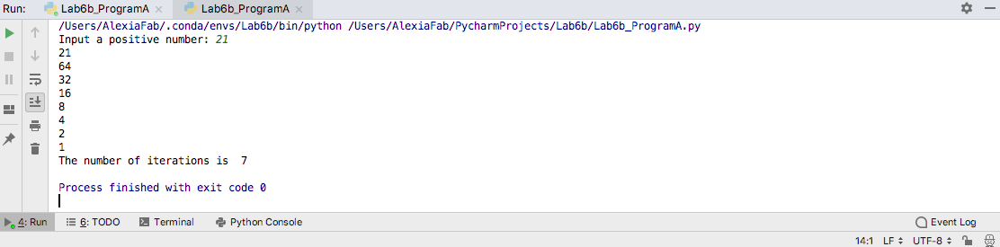 Run: Lab6b_ProgramA × Lab6b_ProgramA ×
/Users/AlexiaFab/.conda/envs/Lab6b/bin/python /Users/AlexiaFab/PycharmProjects/Lab6b/Lab6b_ProgramA.py
Input a positive number: 21
21
64
32
16
8
4
2
1
The number of iterations is  7
Process finished with exit code 0
4: Run 6: TODO Terminal Python Console Event Log
14:1 LF UTF-8